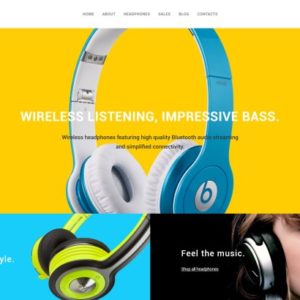 HOME ABOUT HEADPHONES SALES BLOG CONTACTS
WIRELESS LISTENING, IMPRESSIVE BASS.
Wireless headphones featuring high quality Bluetooth audio streaming
and simplified connectivity.
b
yle.
Feel the music.
Shop all headphones